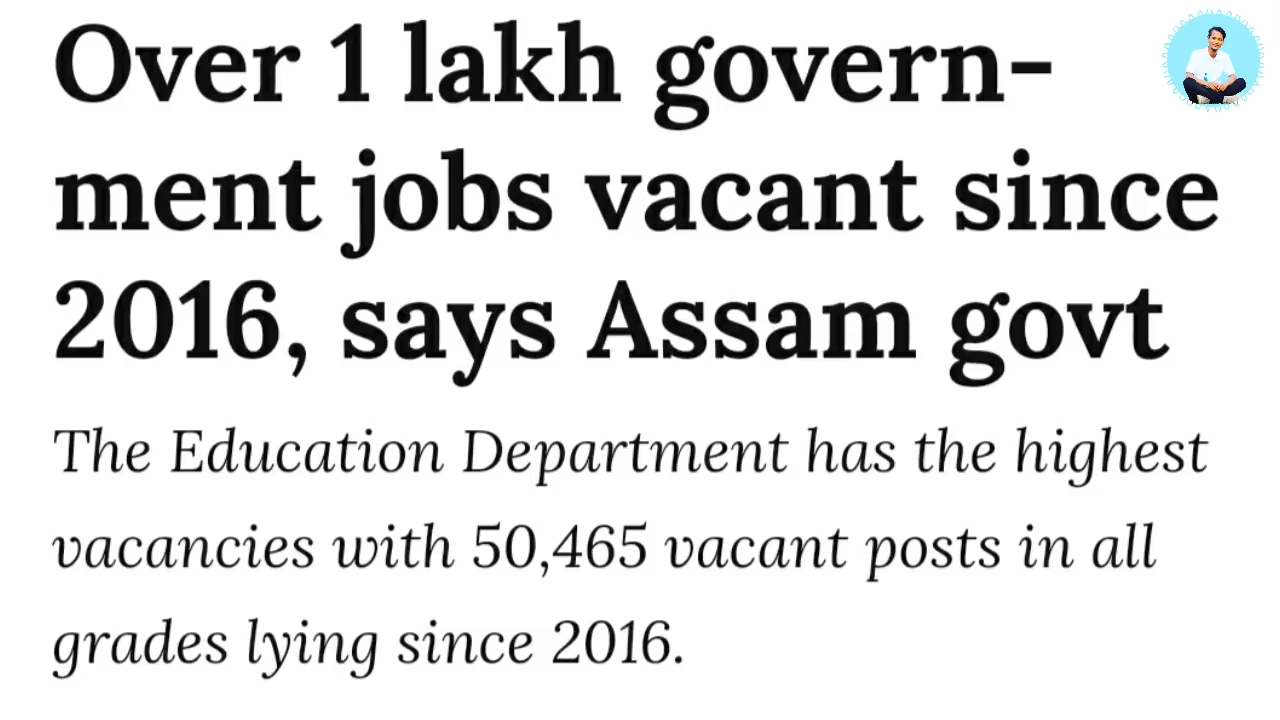 Over 1 lakh govern-
ment jobs vacant since
2016, says Assam govt
The Education Department has the highest
vacancies with 50,465 vacant posts in all
grades lying since 2016.